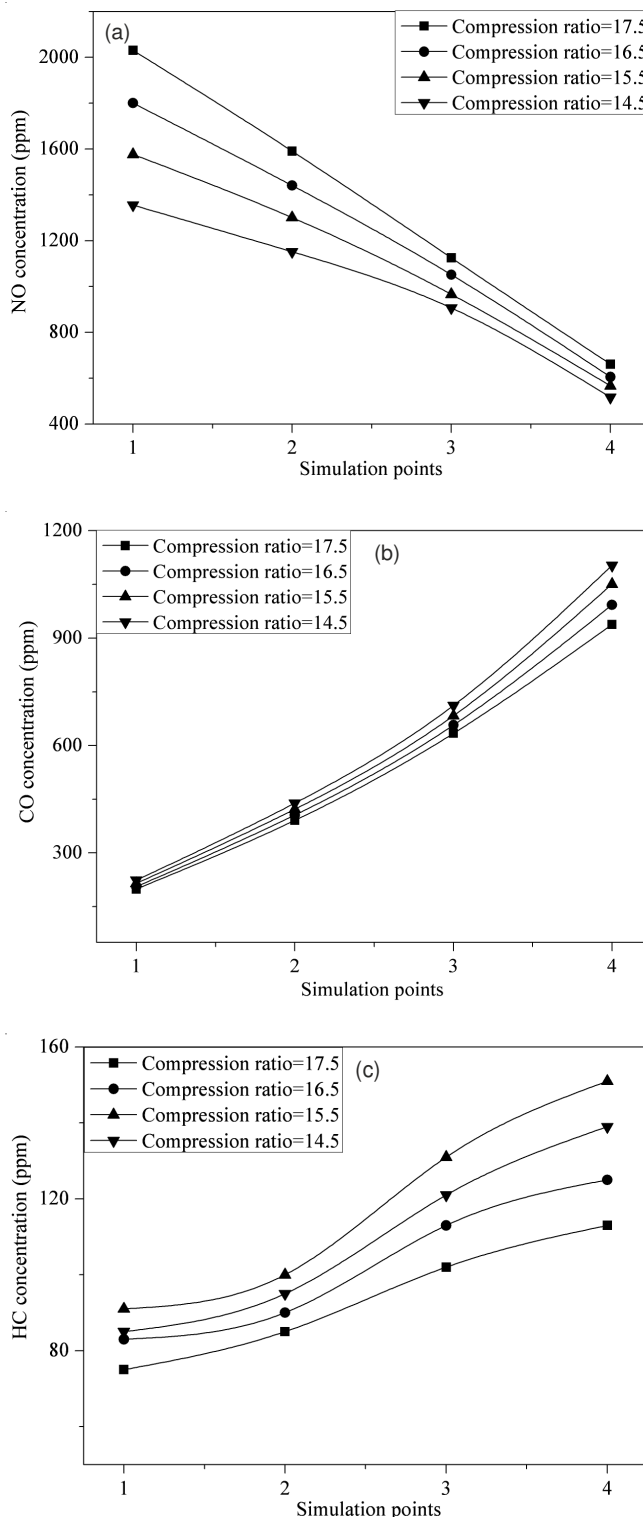 (a)
Compression ratio=17.5
Compression ratio=16.5
Compression ratio=15.5
Compression ratio=14.5
2000
1600
1200
800
400
NO concentration (ppm)
1 2 3 4
Simulation points
1200
900
600
300
CO concentration (ppm)
Compression ratio=17.5
Compression ratio=16.5
Compression ratio=15.5
Compression ratio=14.5
(b)
1 2 3 4
Simulation points
160
120
80
HC concentration (ppm)
Compression ratio=17.5
Compression ratio=16.5
Compression ratio=15.5
Compression ratio=14.5
(c)
1 2 3 4
Simulation points